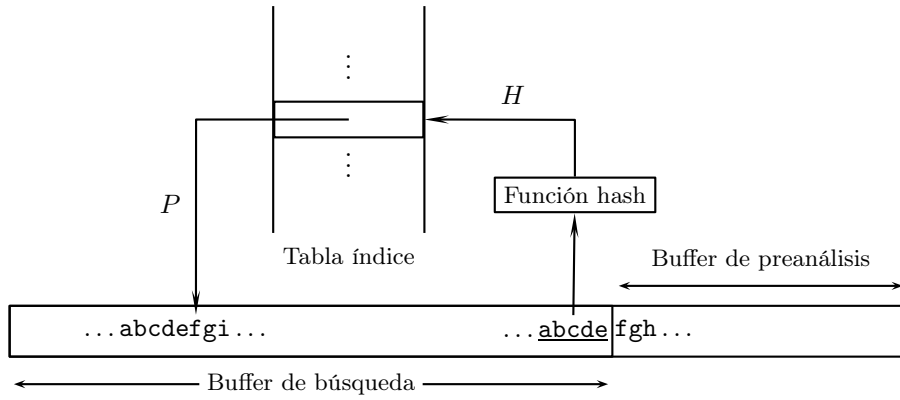 ⋮
H
⋮
Función hash
P
Tabla índice
Buffer de preanálisis
...abcdefgi... ...abcde fgh...
Buffer de búsqueda